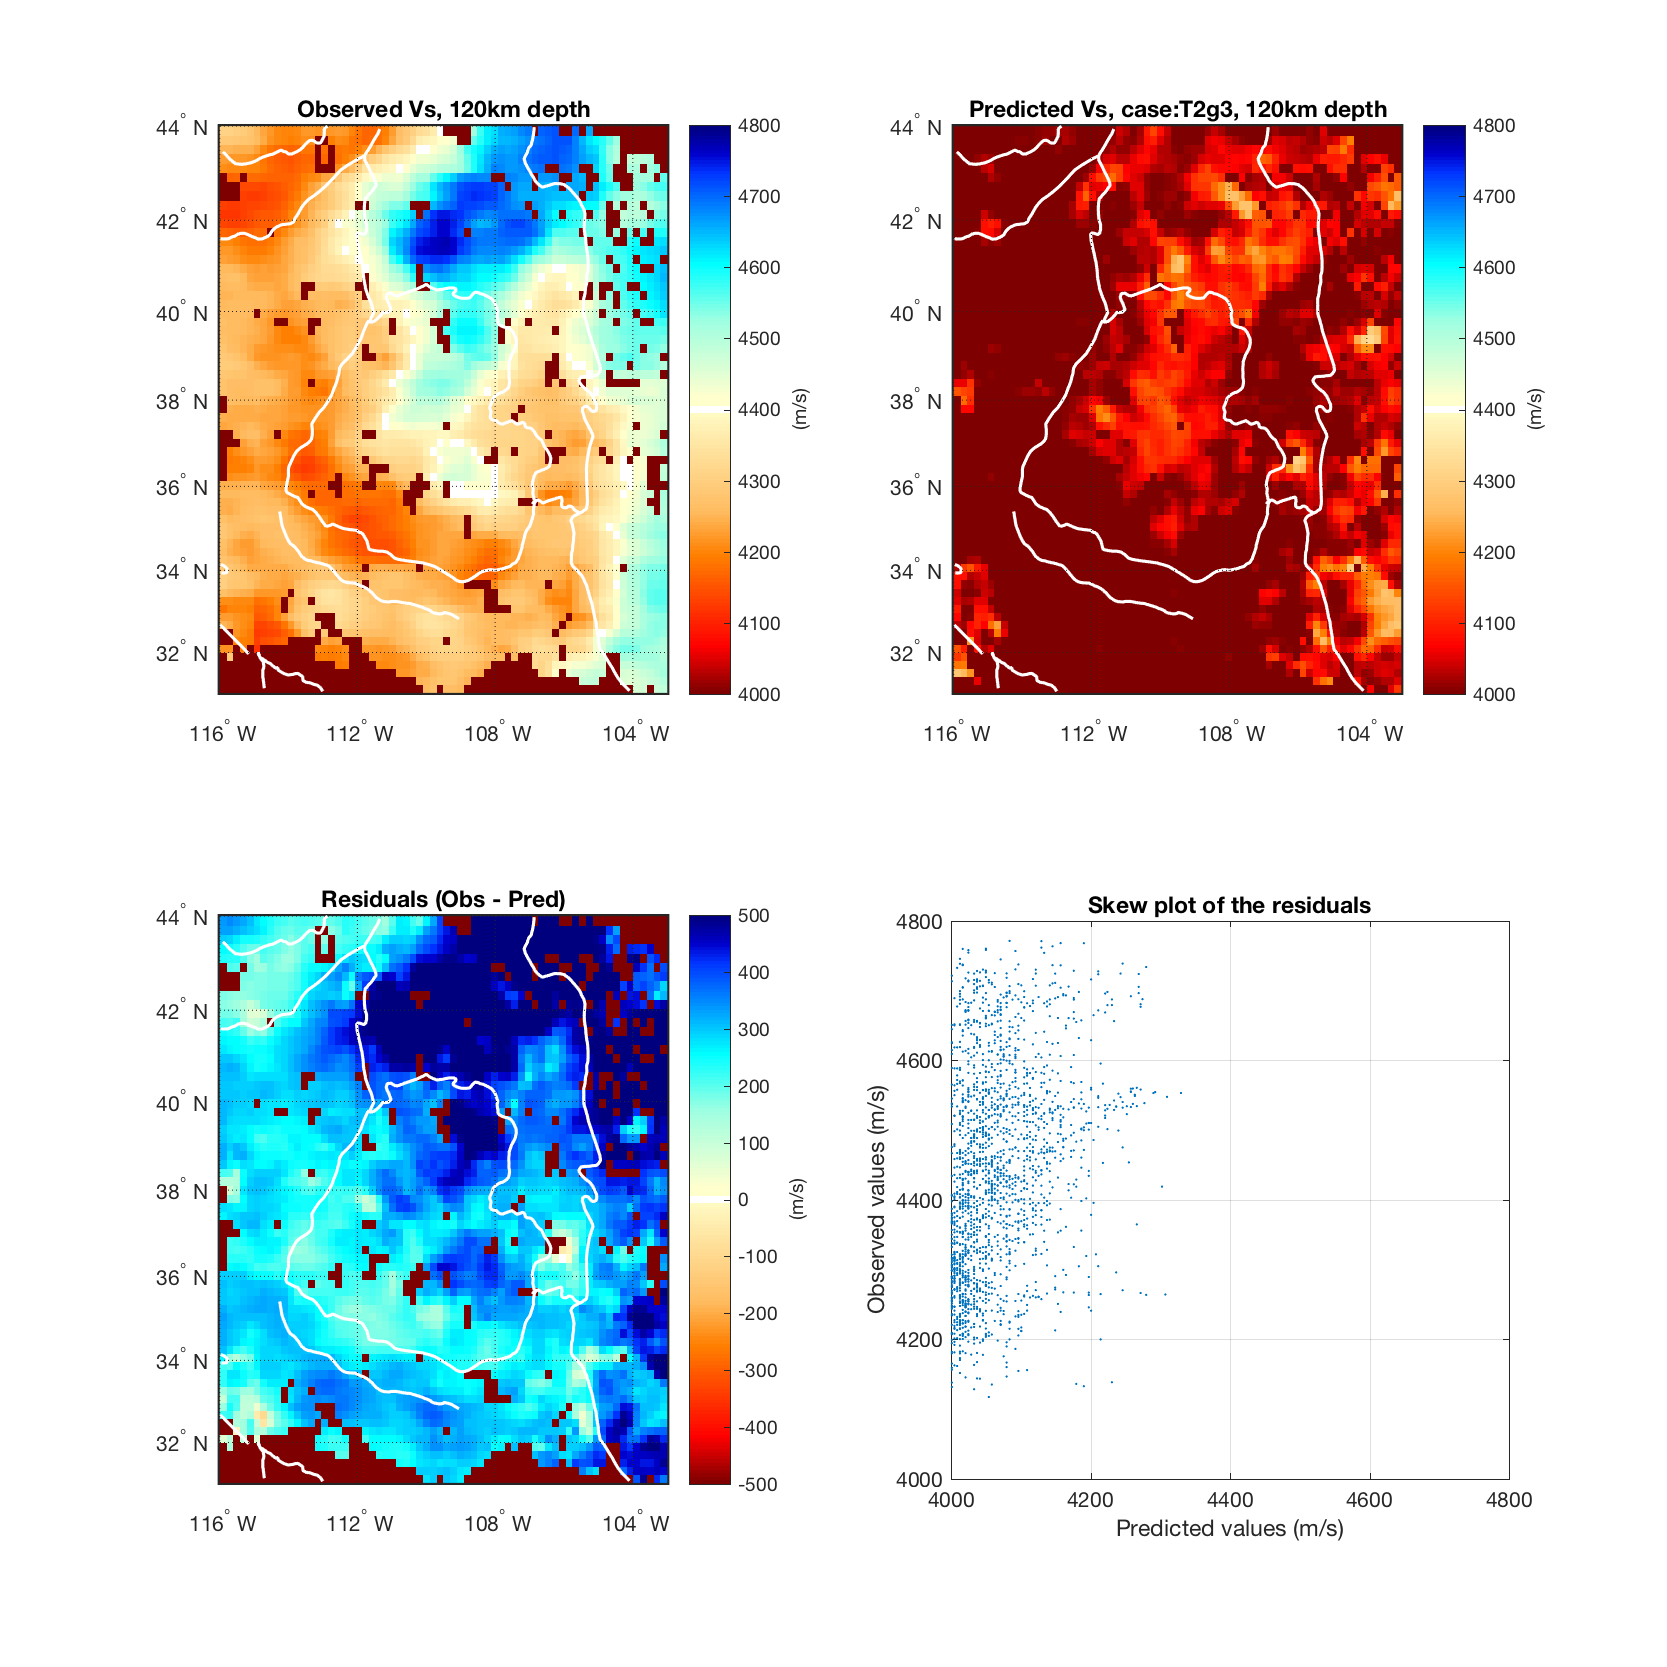 Observed Vs, 120km depth
44° N
42° N
40° N
38° N
36° N
34° N
32° N
116° W
112° W
108° W
104° W
4800
4700
4600
4500
4400
4300
4200
4100
4000
(m/s)
Predicted Vs, case:T2g3, 120km depth
44° N
42° N
40° N
38° N
36° N
34° N
32° N
116° W
112° W
108° W
104° W
4800
4700
4600
4500
4400
4300
4200
4100
4000
(m/s)
Residuals (Obs - Pred)
44° N
42° N
40° N
38° N
36° N
34° N
32° N
116° W
112° W
108° W
104° W
500
400
300
200
100
0
-100
-200
-300
-400
-500
(m/s)
Skew plot of the residuals
4800
4600
4400
4200
4000
Observed values (m/s)
4000
4200
4400
4600
4800
Predicted values (m/s)